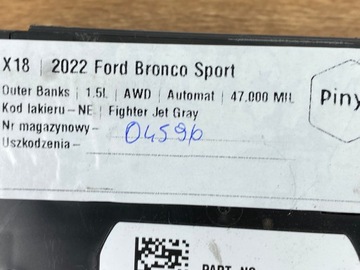 X18 | 2022 Ford Bronco Sport
Outer Banks | 1.5L | AWD | Automat | 47.000 MIL
Kod lakieru – NE | Fighter Jet Gray
Nr magazynowy – 04596
Uszkodzenia –
Piny
PART NO